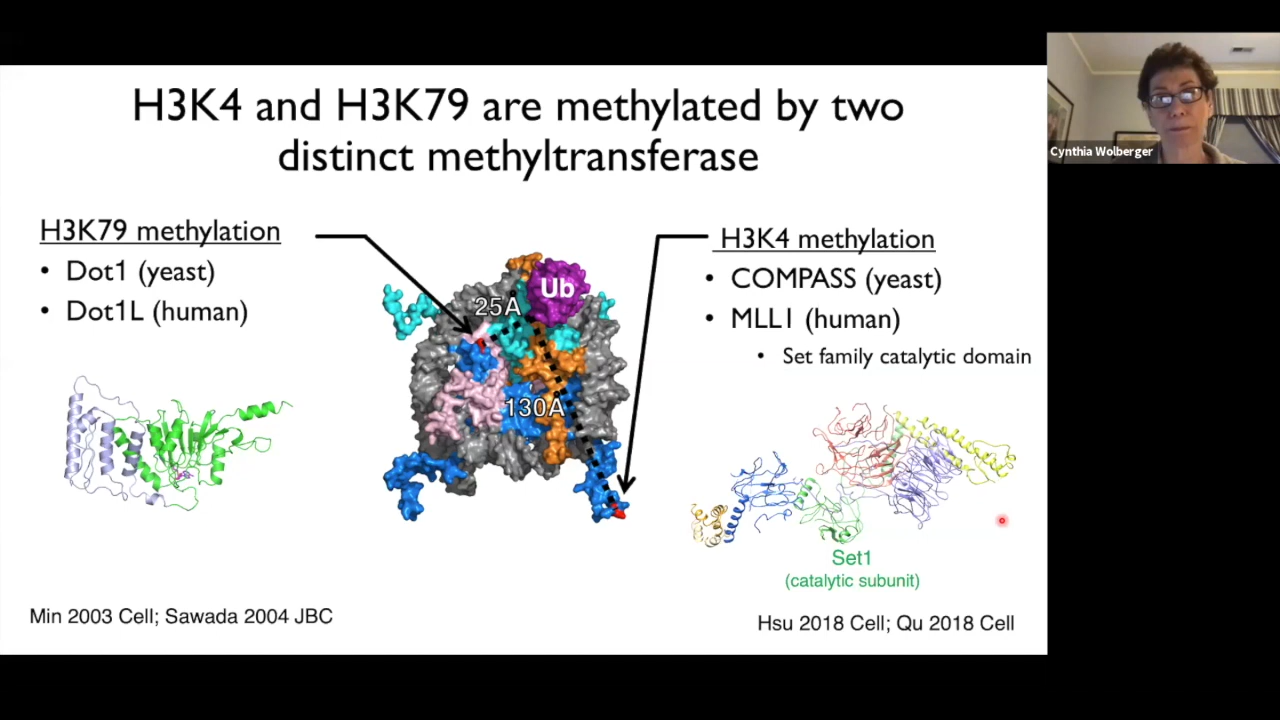 H3K4 and H3K79 are methylated by two
distinct methyltransferase
Cynthia Wolberger
H3K79 methylation
• Dot1 (yeast)
• Dot1L (human)
25A
Ub
130A
H3K4 methylation
• COMPASS (yeast)
• MLL1 (human)
• Set family catalytic domain
Set1
(catalytic subunit)
Min 2003 Cell; Sawada 2004 JBC
Hsu 2018 Cell; Qu 2018 Cell